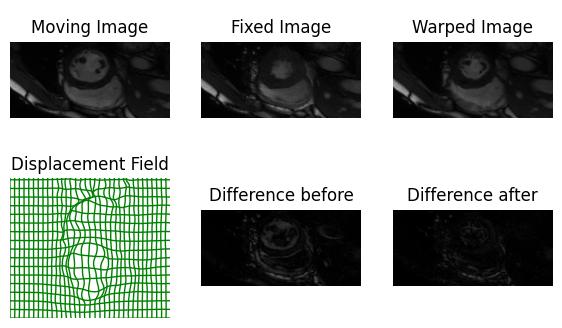 Moving Image
Fixed Image
Warped Image
Displacement Field
Difference before
Difference after